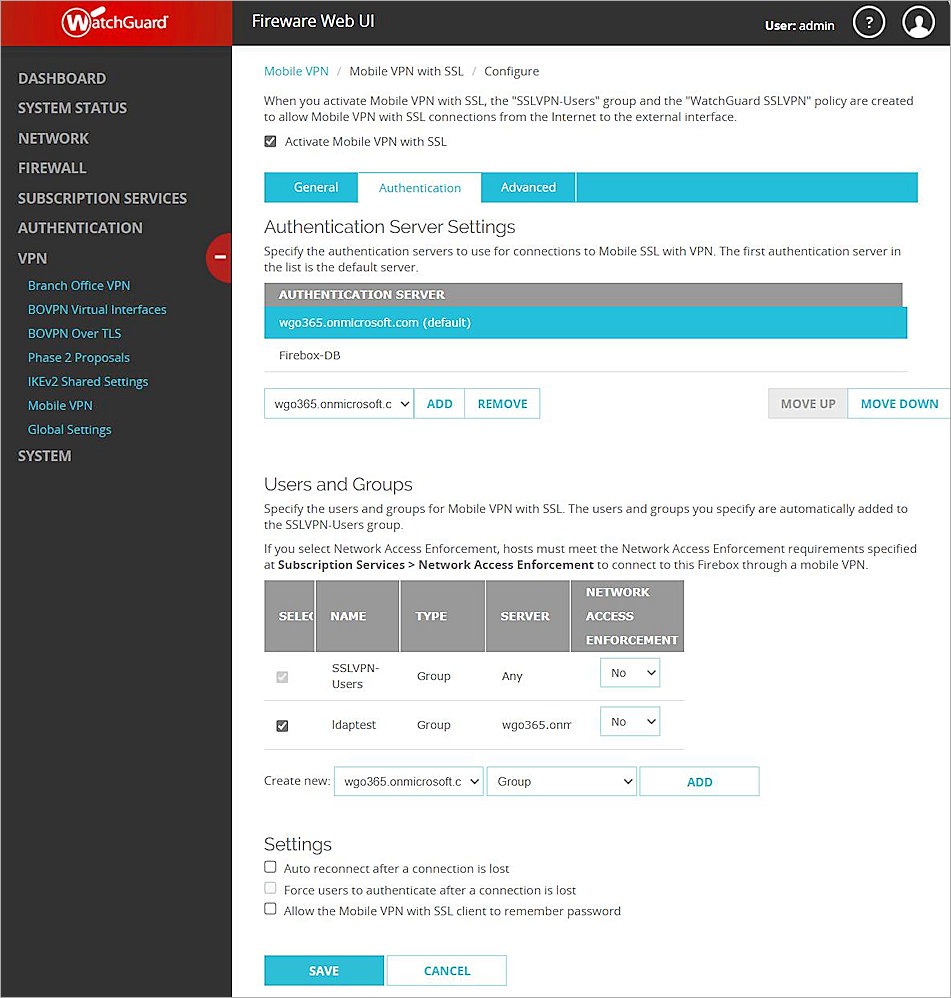 WatchGuard
Fireware Web UI
User: admin
?
DASHBOARD
SYSTEM STATUS
NETWORK
FIREWALL
SUBSCRIPTION SERVICES
AUTHENTICATION
VPN
Branch Office VPN
BOVPN Virtual Interfaces
BOVPN Over TLS
Phase 2 Proposals
IKEv2 Shared Settings
Mobile VPN
Global Settings
SYSTEM
Mobile VPN / Mobile VPN with SSL / Configure
When you activate Mobile VPN with SSL, the "SSLVPN-Users" group and the "WatchGuard SSLVPN" policy are created
to allow Mobile VPN with SSL connections from the Internet to the external interface.
Activate Mobile VPN with SSL
General Authentication Advanced
Authentication Server Settings
Specify the authentication servers to use for connections to Mobile SSL with VPN. The first authentication server in
the list is the default server.
AUTHENTICATION SERVER
wgo365.onmicrosoft.com (default)
Firebox-DB
wgo365.onmicrosoft.c ADD REMOVE MOVE UP MOVE DOWN
Users and Groups
Specify the users and groups for Mobile VPN with SSL. The users and groups you specify are automatically added to
the SSLVPN-Users group.
If you select Network Access Enforcement, hosts must meet the Network Access Enforcement requirements specified
at Subscription Services > Network Access Enforcement to connect to this Firebox through a mobile VPN.
SELEC NAME TYPE SERVER NETWORK
ACCESS
ENFORCEMENT
SSLVPN-
Users Group Any No
ldaptest Group wgo365.onm No
Create new: wgo365.onmicrosoft.c Group ADD
Settings
Auto reconnect after a connection is lost
Force users to authenticate after a connection is lost
Allow the Mobile VPN with SSL client to remember password
SAVE CANCEL